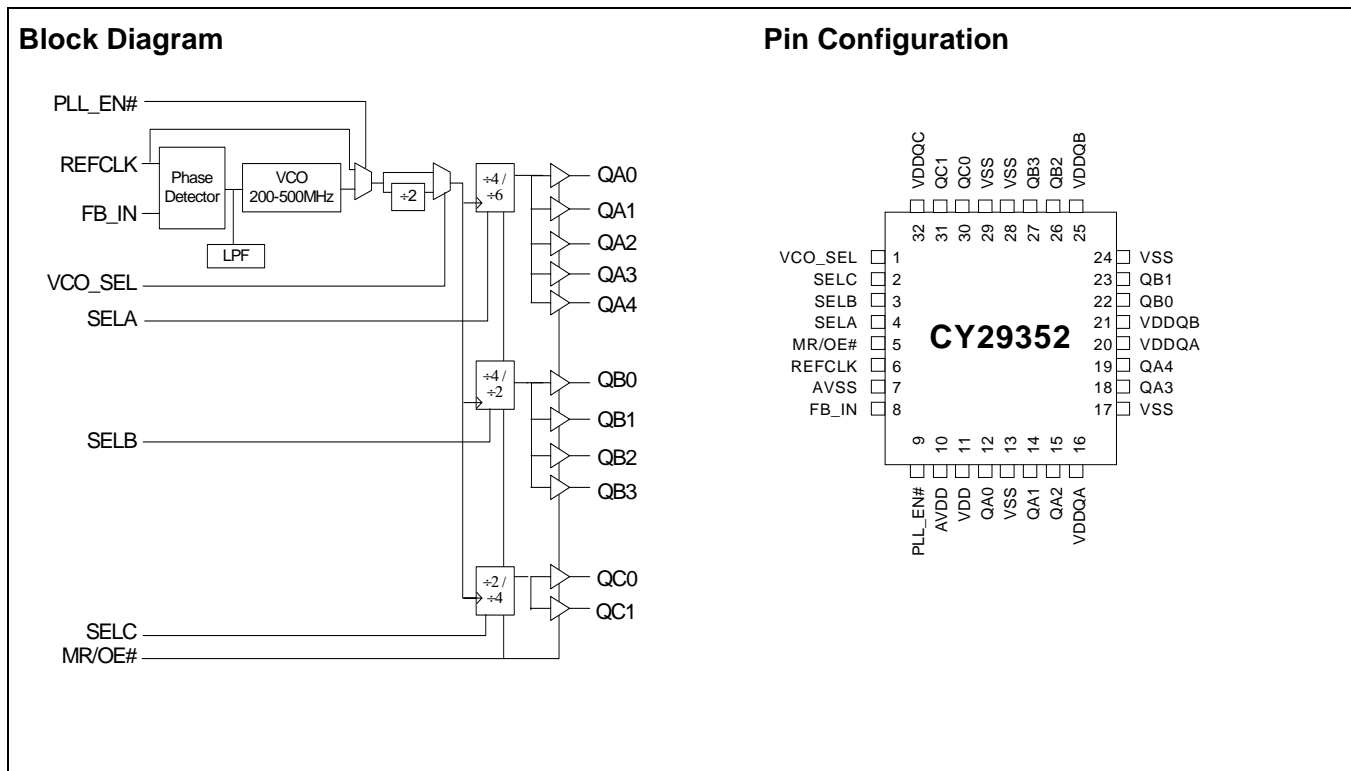 Block Diagram
PLL_EN#
REFCLK
FB_IN
VCO_SEL
SELA
SELB
SELC
MR/OE#
Phase
Detector
VCO
200-500MHz
LPF
÷2
÷4 /
÷6
÷4 /
÷2
÷2 /
÷4
QA0
QA1
QA2
QA3
QA4
QB0
QB1
QB2
QB3
QC0
QC1
Pin Configuration
VDDQC
QC1
QC0
VSS
VSS
QB3
QB2
VDDQB
32
31
30
29
28
27
26
25
VCO_SEL 1
SELC 2
SELB 3
SELA 4
MR/OE# 5
REFCLK 6
AVSS 7
FB_IN 8
CY29352
24 VSS
23 QB1
22 QB0
21 VDDQB
20 VDDQA
19 QA4
18 QA3
17 VSS
9
10
11
12
13
14
15
16
PLL_EN#
AVDD
VDD
QA0
VSS
QA1
QA2
VDDQA